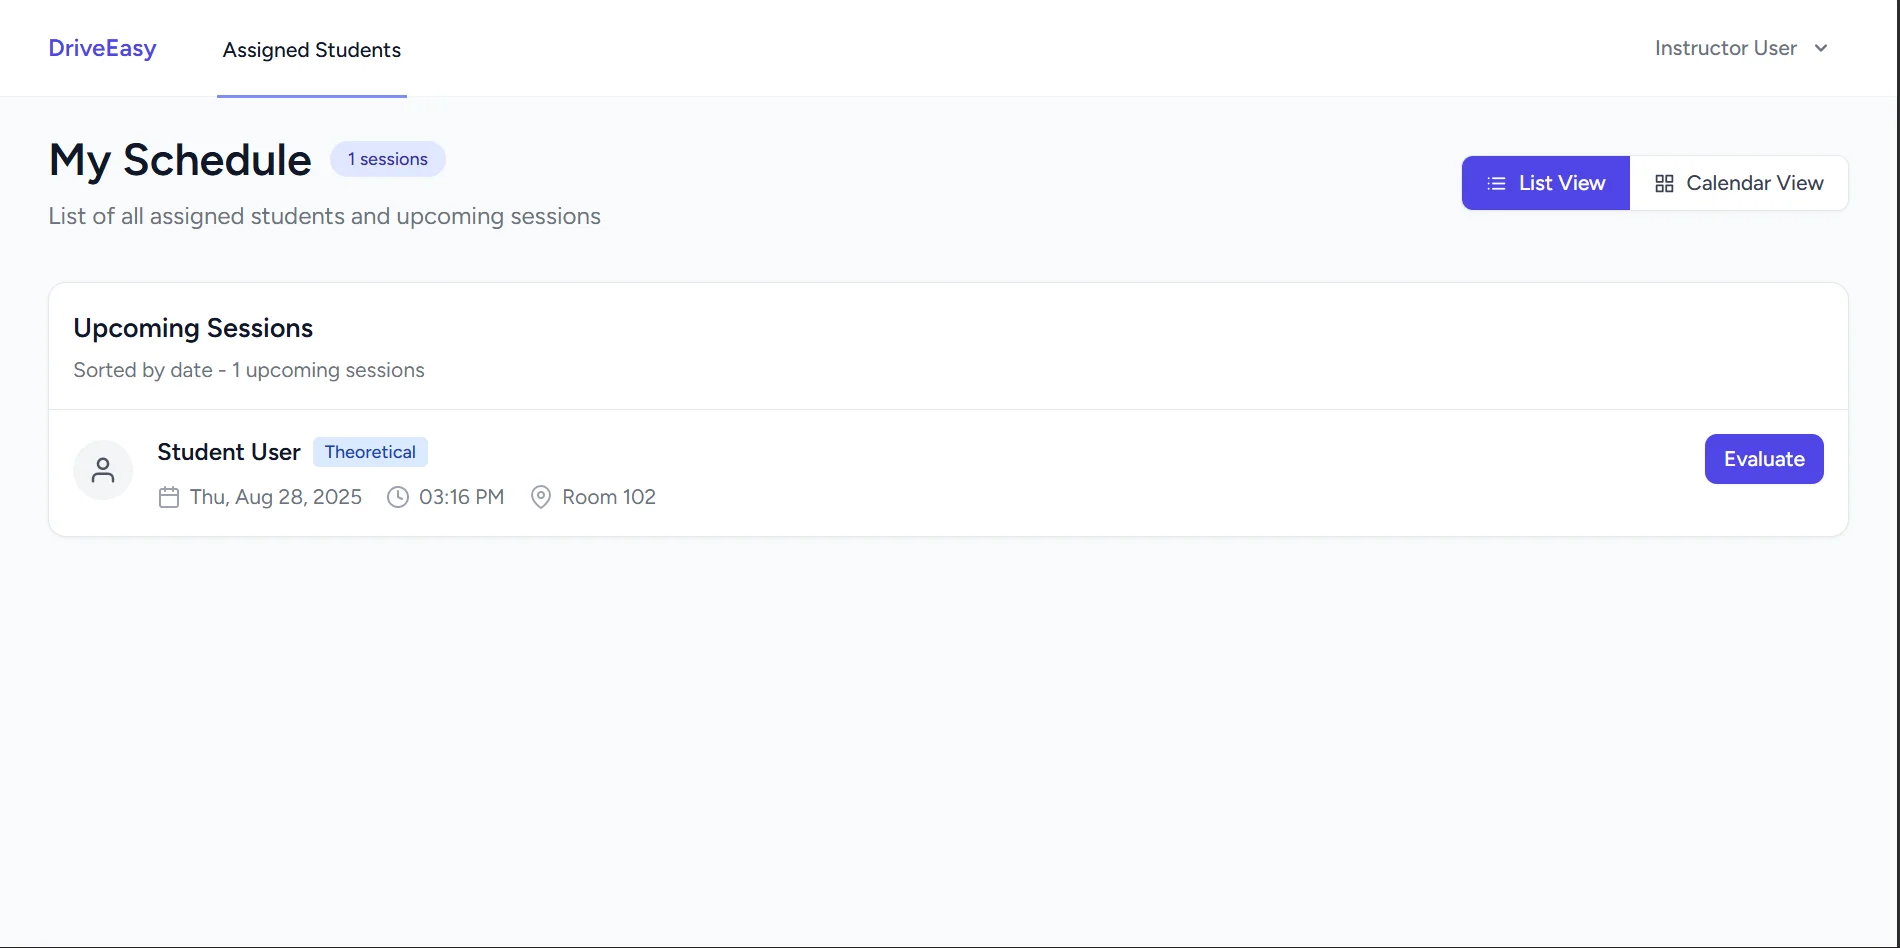 DriveEasy
Assigned Students
Instructor User
My Schedule
1 sessions
List of all assigned students and upcoming sessions
List View
Calendar View
Upcoming Sessions
Sorted by date - 1 upcoming sessions
Student User
Theoretical
Thu, Aug 28, 2025
03:16 PM
Room 102
Evaluate